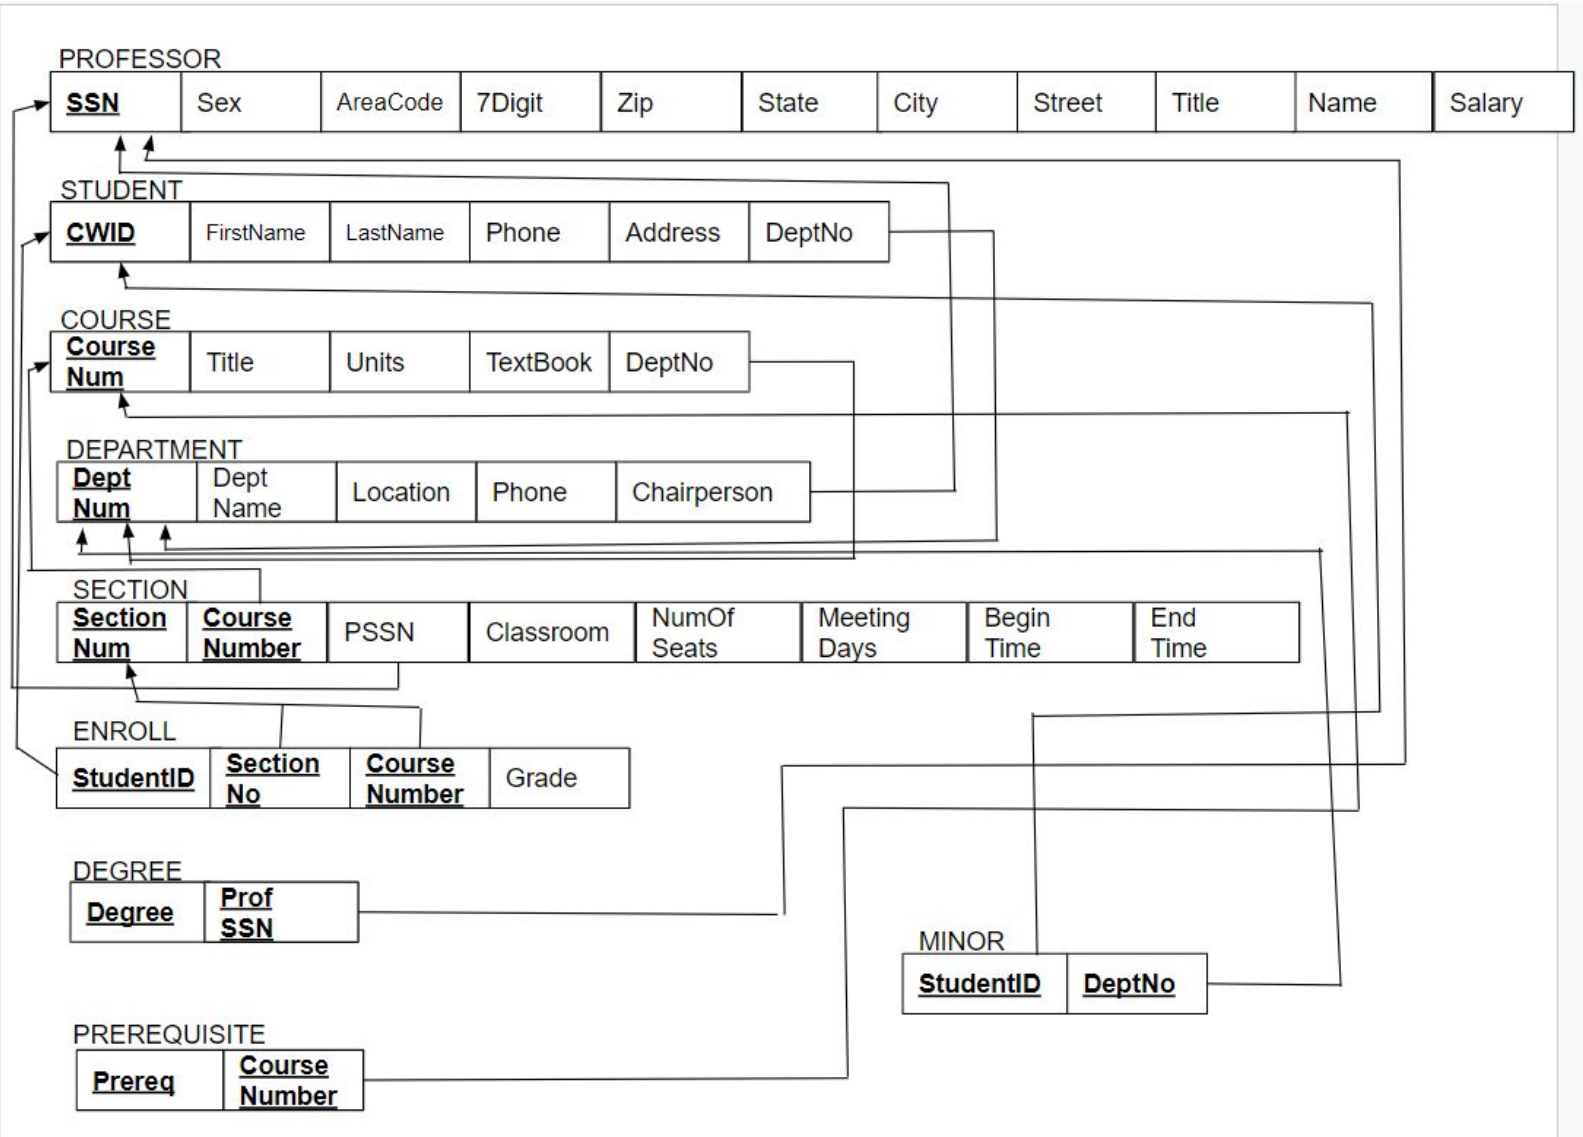 PROFESSOR
SSN Sex AreaCode 7Digit Zip State City Street Title Name Salary
STUDENT
CWID FirstName LastName Phone Address DeptNo
COURSE
Course
Num
Title Units TextBook DeptNo
DEPARTMENT
Dept
Num
Dept
Name
Location Phone Chairperson
SECTION
Section
Num
Course
Number
PSSN Classroom
NumOf
Seats
Meeting
Days
Begin
Time
End
Time
ENROLL
StudentID
Section
No
Course
Number
Grade
DEGREE
Degree
Prof
SSN
MINOR
StudentID DeptNo
PREREQUISITE
Prereq
Course
Number